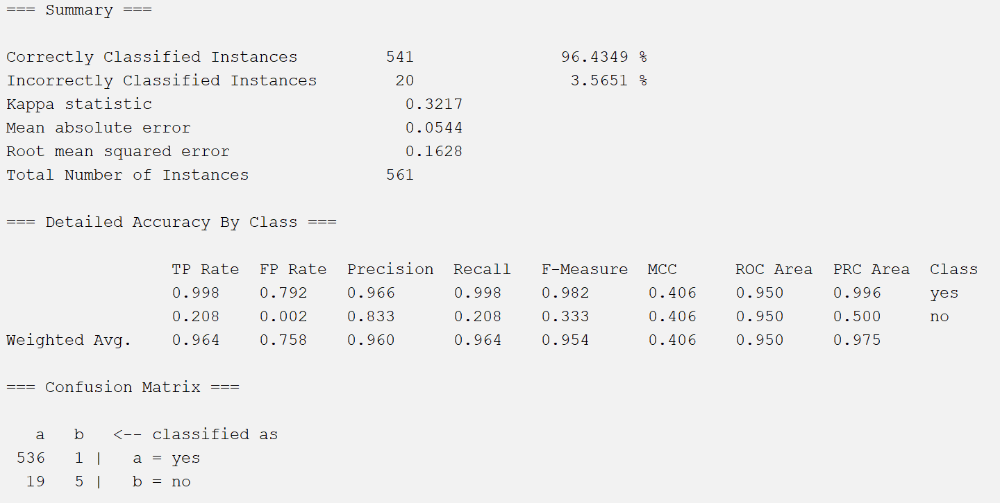 === Summary ===
Correctly Classified Instances 541 96.4349 %
Incorrectly Classified Instances 20 3.5651 %
Kappa statistic 0.3217
Mean absolute error 0.0544
Root mean squared error 0.1628
Total Number of Instances 561
=== Detailed Accuracy By Class ===
TP Rate FP Rate Precision Recall F-Measure MCC ROC Area PRC Area Class
0.998 0.792 0.966 0.998 0.982 0.406 0.950 0.996 yes
0.208 0.002 0.833 0.208 0.333 0.406 0.950 0.500 no
Weighted Avg. 0.964 0.758 0.960 0.964 0.954 0.406 0.950 0.975
=== Confusion Matrix ===
a b <-- classified as
536 1 | a = yes
19 5 | b = no